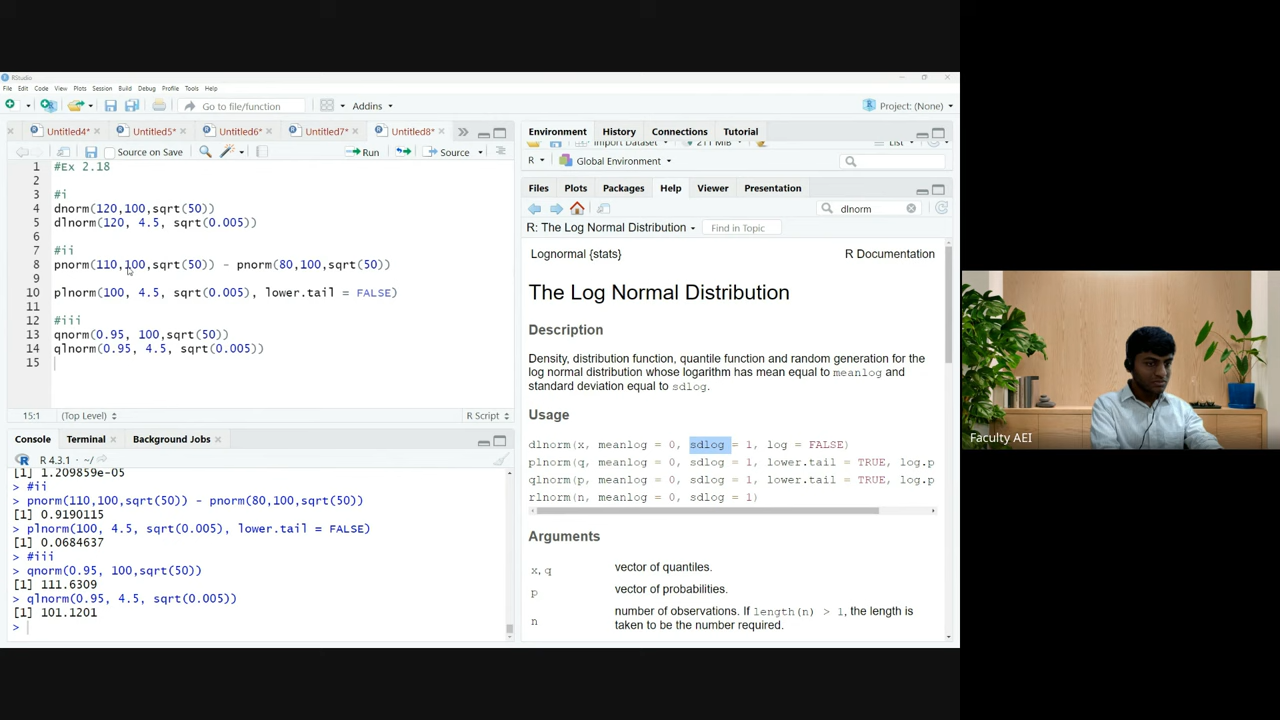 RStudio
File Edit Code View Plots Session Build Debug Profile Tools Help
Go to file/function Addins Project: (None)
Untitled4* Untitled5* Untitled6* Untitled7* Untitled8*
Source on Save Run Source
1 #Ex 2.18
2
3 #i
4 dnorm(120,100,sqrt(50))
5 dlnorm(120, 4.5, sqrt(0.005))
6
7 #ii
8 pnorm(110,100,sqrt(50)) - pnorm(80,100,sqrt(50))
9
10 plnorm(100, 4.5, sqrt(0.005), lower.tail = FALSE)
11
12 #iii
13 qnorm(0.95, 100,sqrt(50))
14 qlnorm(0.95, 4.5, sqrt(0.005))
15
15:1 (Top Level) R Script
Console Terminal Background Jobs
R 4.3.1 · ~/
[1] 1.209859e-05
> #ii
> pnorm(110,100,sqrt(50)) - pnorm(80,100,sqrt(50))
[1] 0.9190115
> plnorm(100, 4.5, sqrt(0.005), lower.tail = FALSE)
[1] 0.0684637
> #iii
> qnorm(0.95, 100,sqrt(50))
[1] 111.6309
> qlnorm(0.95, 4.5, sqrt(0.005))
[1] 101.1201
>
Environment History Connections Tutorial
Import Dataset 211 MiB List
R Global Environment
Files Plots Packages Help Viewer Presentation
dlnorm
R: The Log Normal Distribution Find in Topic
Lognormal {stats} R Documentation
The Log Normal Distribution
Description
Density, distribution function, quantile function and random generation for the
log normal distribution whose logarithm has mean equal to meanlog and
standard deviation equal to sdlog.
Usage
dlnorm(x, meanlog = 0, sdlog = 1, log = FALSE)
plnorm(q, meanlog = 0, sdlog = 1, lower.tail = TRUE, log.p
qlnorm(p, meanlog = 0, sdlog = 1, lower.tail = TRUE, log.p
rlnorm(n, meanlog = 0, sdlog = 1)
Arguments
x, q vector of quantiles.
p vector of probabilities.
n number of observations. If length(n) > 1, the length is
taken to be the number required.
Faculty AEI